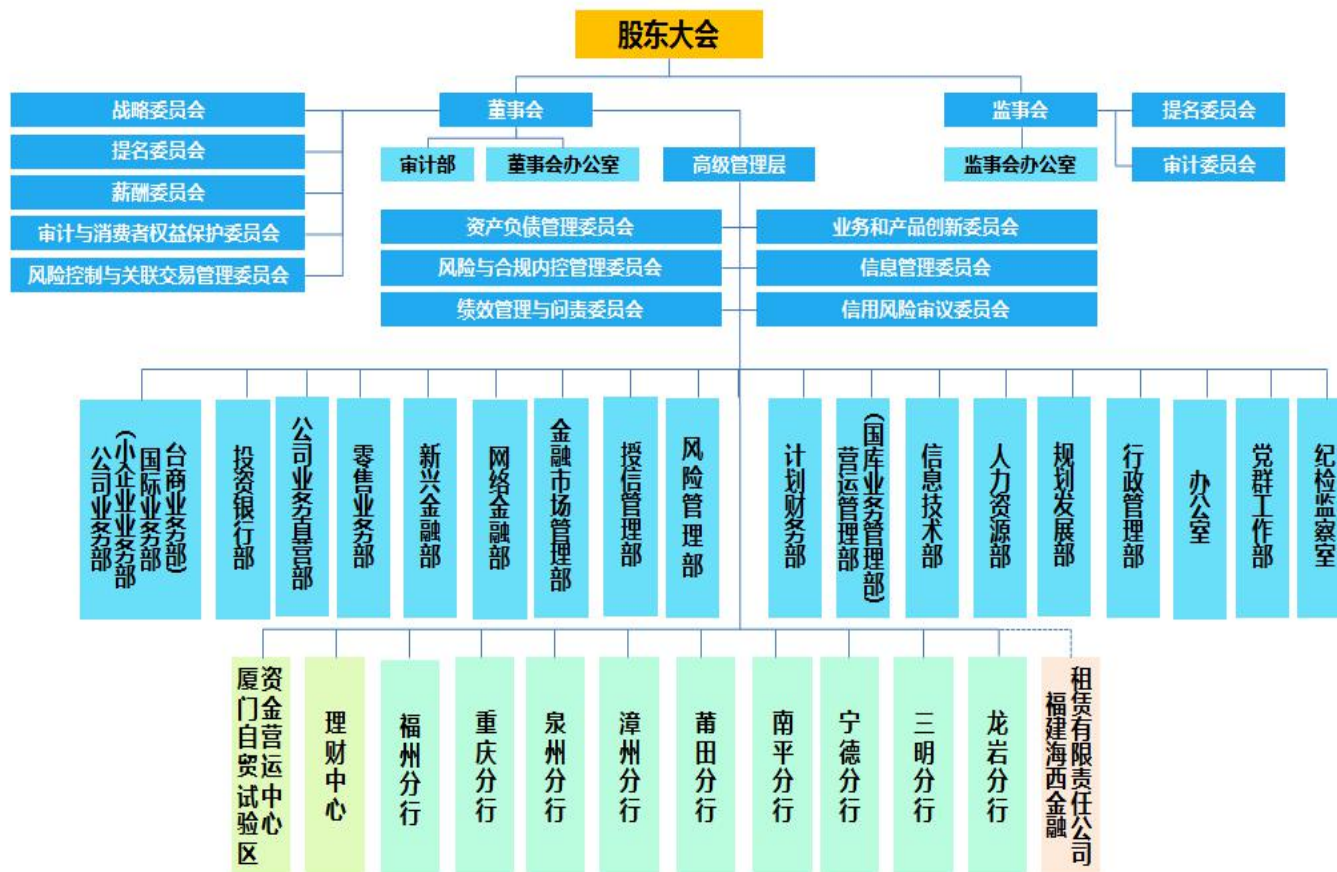 股东大会
战略委员会
提名委员会
薪酬委员会
审计与消费者权益保护委员会
风险控制与关联交易管理委员会
董事会
审计部
董事会办公室
高级管理层
监事会
监事会办公室
提名委员会
审计委员会
资产负债管理委员会
业务和产品创新委员会
风险与合规内控管理委员会
信息管理委员会
绩效管理与问责委员会
信用风险审议委员会
公司业务部
(小企业业务部
国际业务部
台商业务部)
投资银行部
公司业务直营部
零售业务部
新兴金融部
网络金融部
金融市场管理部
授信管理部
风险管理部
计划财务部
营运管理部
(国库业务管理部)
信息技术部
人力资源部
规划发展部
行政管理部
办公室
党群工作部
纪检监察室
厦门自贸试验区
资金营运中心
理财中心
福州分行
重庆分行
泉州分行
漳州分行
莆田分行
南平分行
宁德分行
三明分行
龙岩分行
福建海西金融
租赁有限责任公司